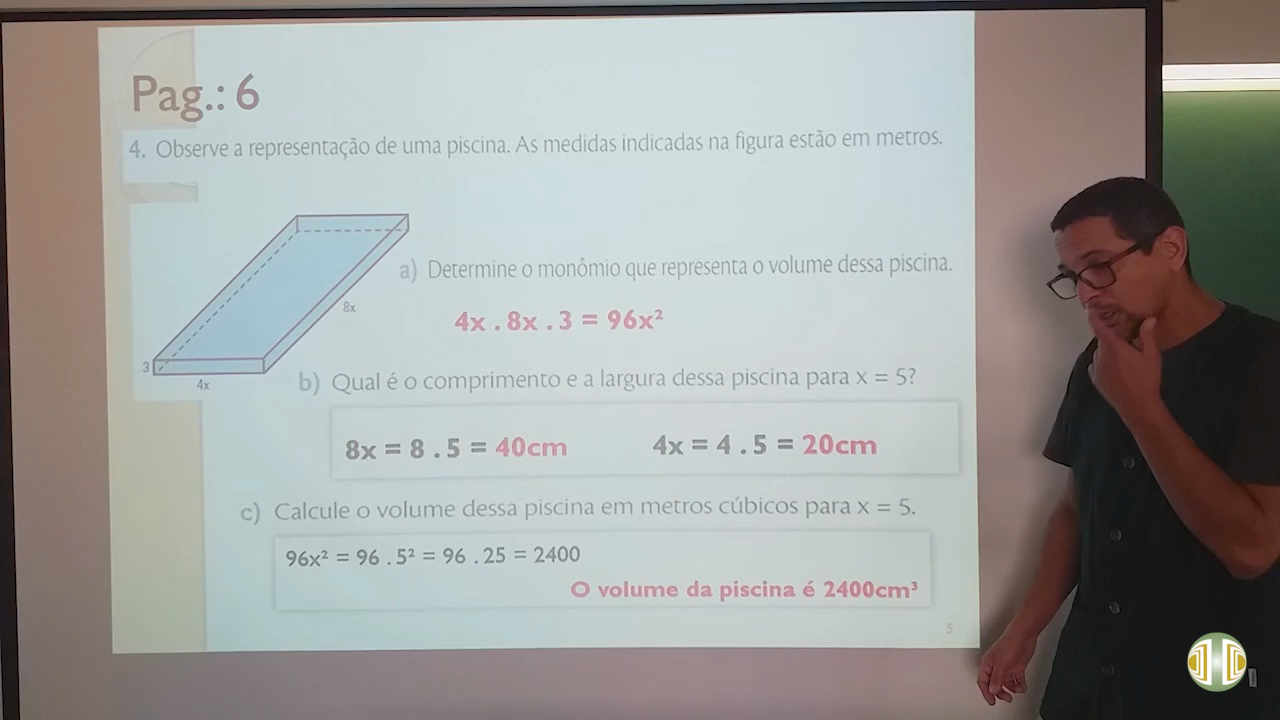 Pag.: 6
4. Observe a representação de uma piscina. As medidas indicadas na figura estão em metros.
a) Determine o monômio que representa o volume dessa piscina.
8x
4x . 8x . 3 = 96x²
3
4x
b) Qual é o comprimento e a largura dessa piscina para x = 5?
8x = 8 . 5 = 40cm
4x = 4 . 5 = 20cm
c) Calcule o volume dessa piscina em metros cúbicos para x = 5.
96x² = 96 . 5² = 96 . 25 = 2400
O volume da piscina é 2400cm³
5